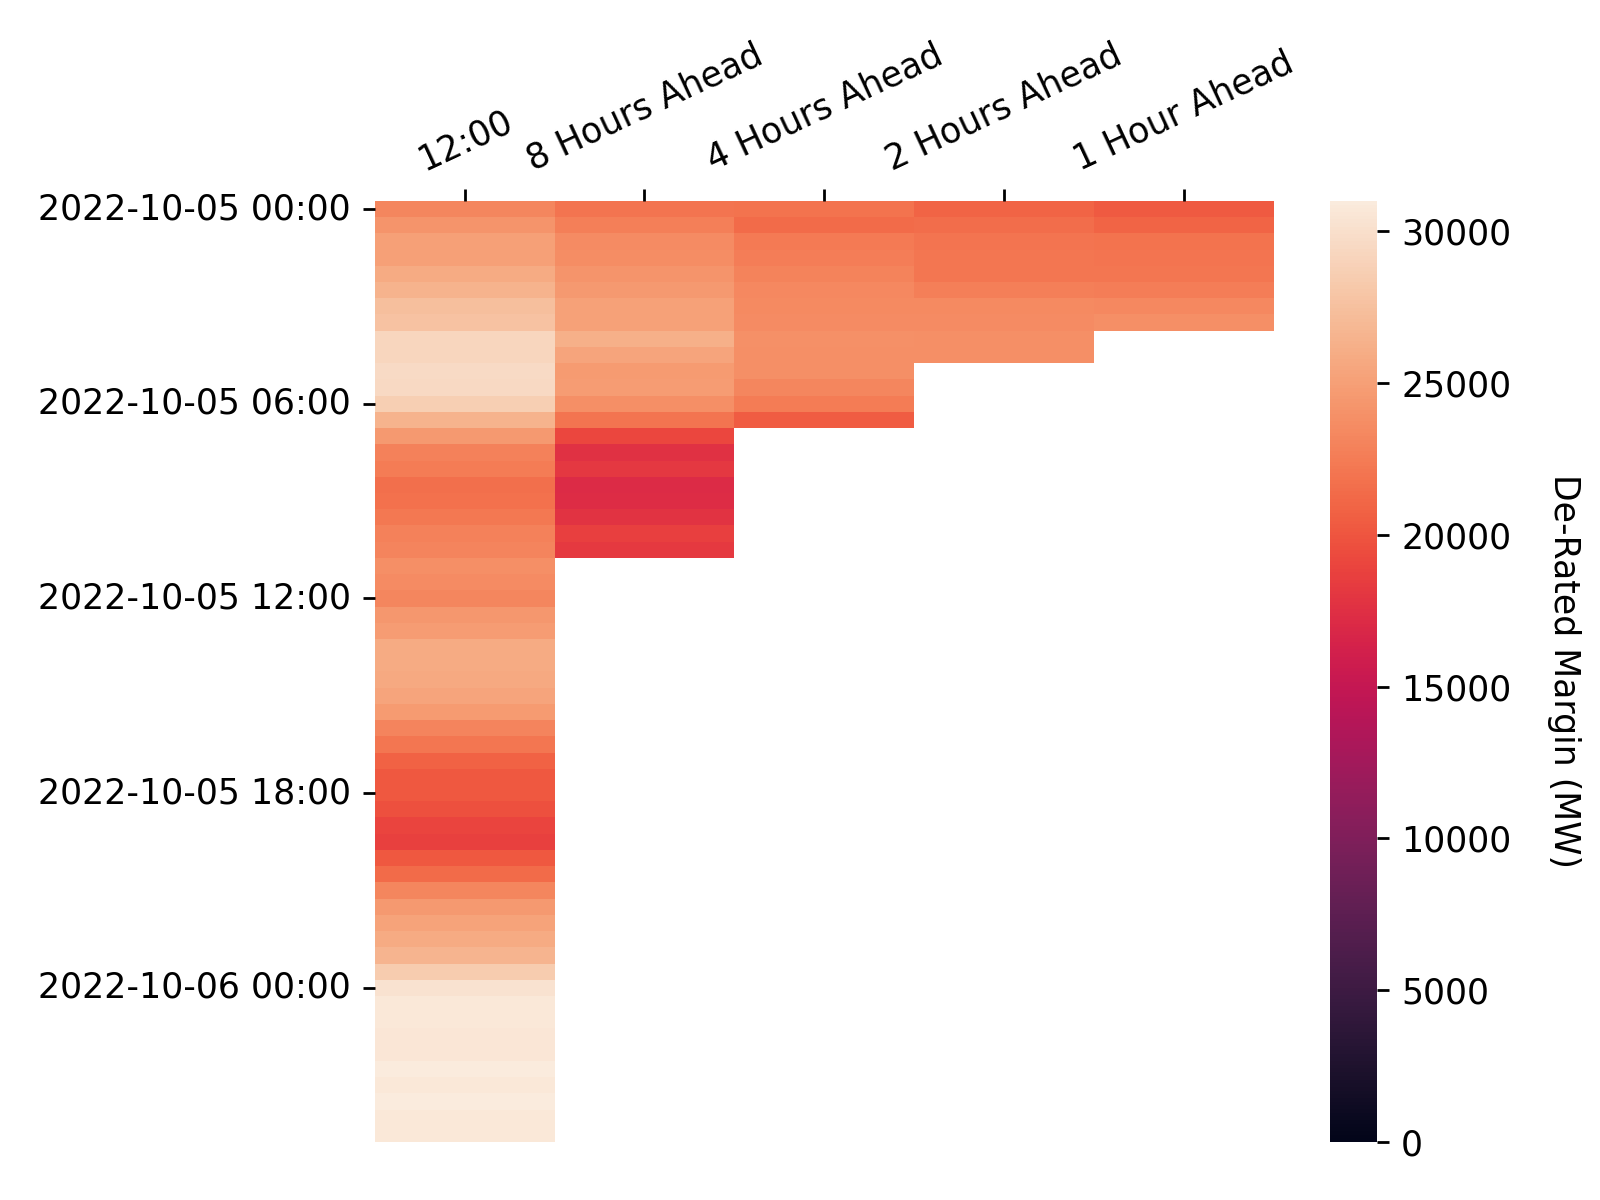 12:00
8 Hours Ahead
4 Hours Ahead
2 Hours Ahead
1 Hour Ahead
2022-10-05 00:00
2022-10-05 06:00
2022-10-05 12:00
2022-10-05 18:00
2022-10-06 00:00
30000
25000
20000
15000
10000
5000
0
De-Rated Margin (MW)